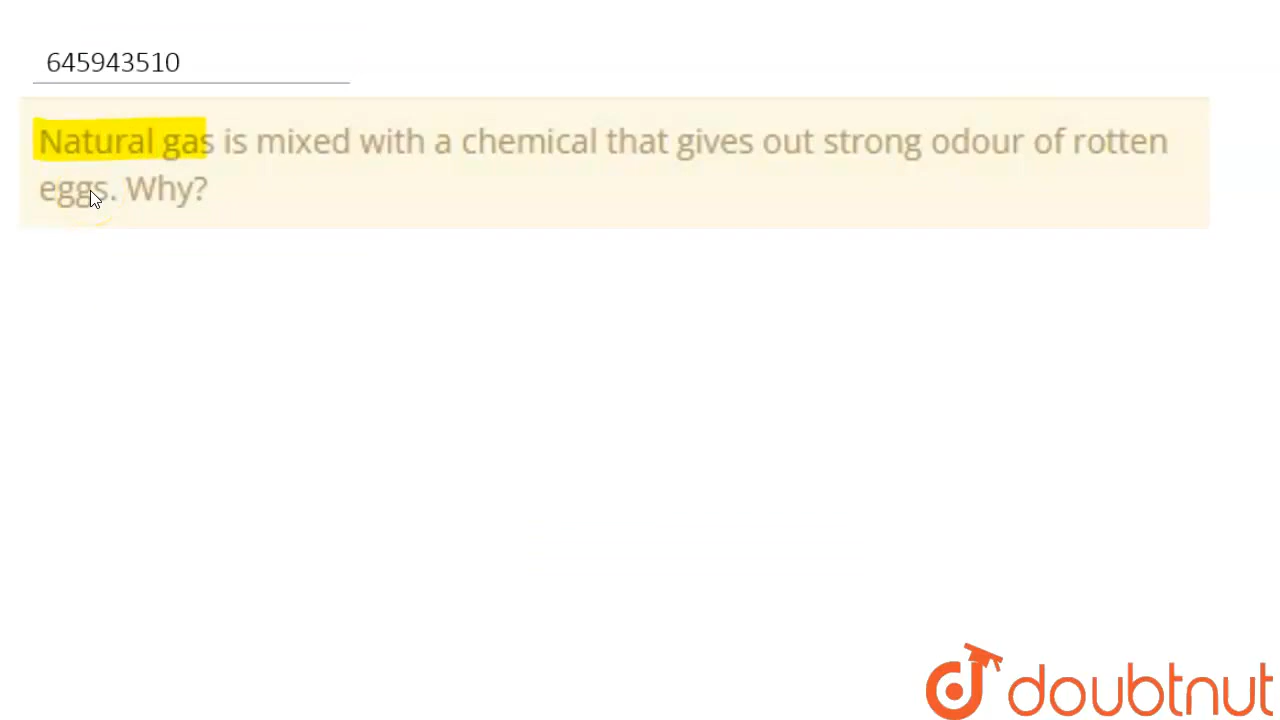 645943510
Natural gas is mixed with a chemical that gives out strong odour of rotten
eggs. Why?
doubtnut